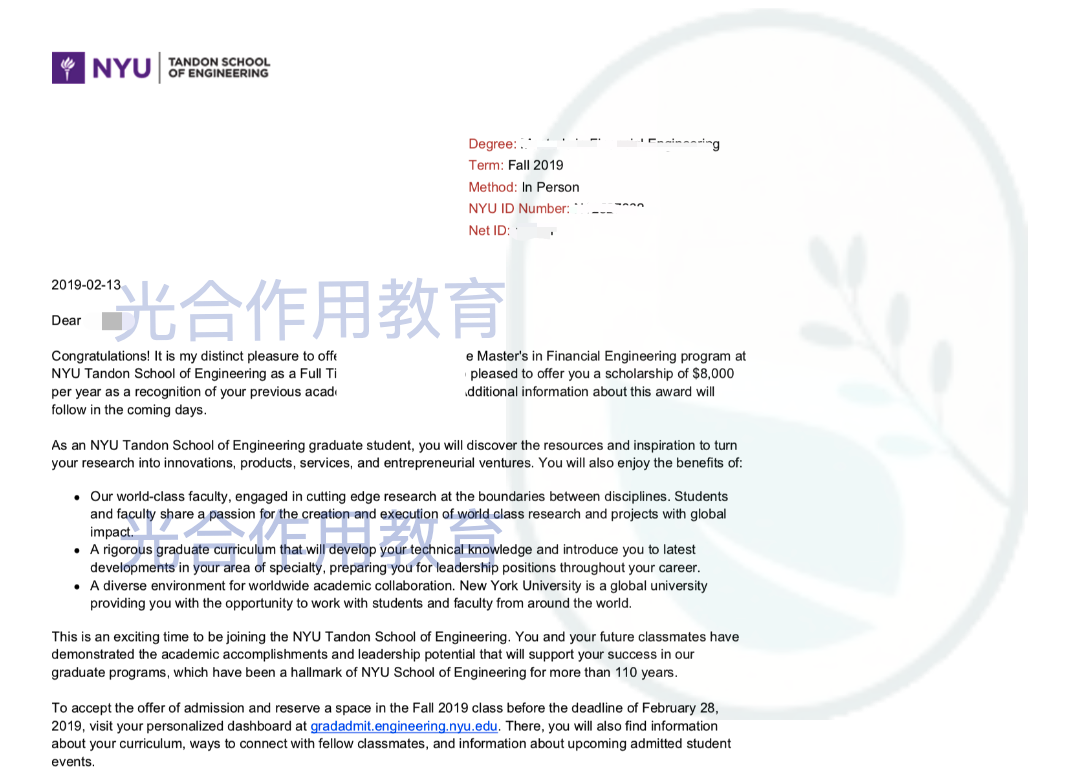 NYU
TANDON SCHOOL
OF ENGINEERING
Degree: Engineering
Term: Fall 2019
Method: In Person
NYU ID Number:
Net ID:
2019-02-13
光合作用教育
Dear
Congratulations! It is my distinct pleasure to Master's in Financial Engineering program at
NYU Tandon School of Engineering as a Full pleased to offer you a scholarship of $8,000
per year as a recognition of your previous information about this award will
follow in the coming days.
As an NYU Tandon School of Engineering graduate student, you will discover the resources and inspiration to turn
your research into innovations, products, services, and entrepreneurial ventures. You will also enjoy the benefits of:
• Our world-class faculty, engaged in cutting edge research at the boundaries between disciplines. Students
and faculty share a passion for the creation and execution of world class research and projects with global
impact.
光合作用教育
• A rigorous graduate curriculum that will develop your technical knowledge and introduce you to latest
developments in your area of specialty, preparing you for leadership positions throughout your career.
• A diverse environment for worldwide academic collaboration. New York University is a global university
providing you with the opportunity to work with students and faculty from around the world.
This is an exciting time to be joining the NYU Tandon School of Engineering. You and your future classmates have
demonstrated the academic accomplishments and leadership potential that will support your success in our
graduate programs, which have been a hallmark of NYU School of Engineering for more than 110 years.
To accept the offer of admission and reserve a space in the Fall 2019 class before the deadline of February 28,
2019, visit your personalized dashboard at gradadmit.engineering.nyu.edu. There, you will also find information
about your curriculum, ways to connect with fellow classmates, and information about upcoming admitted student
events.